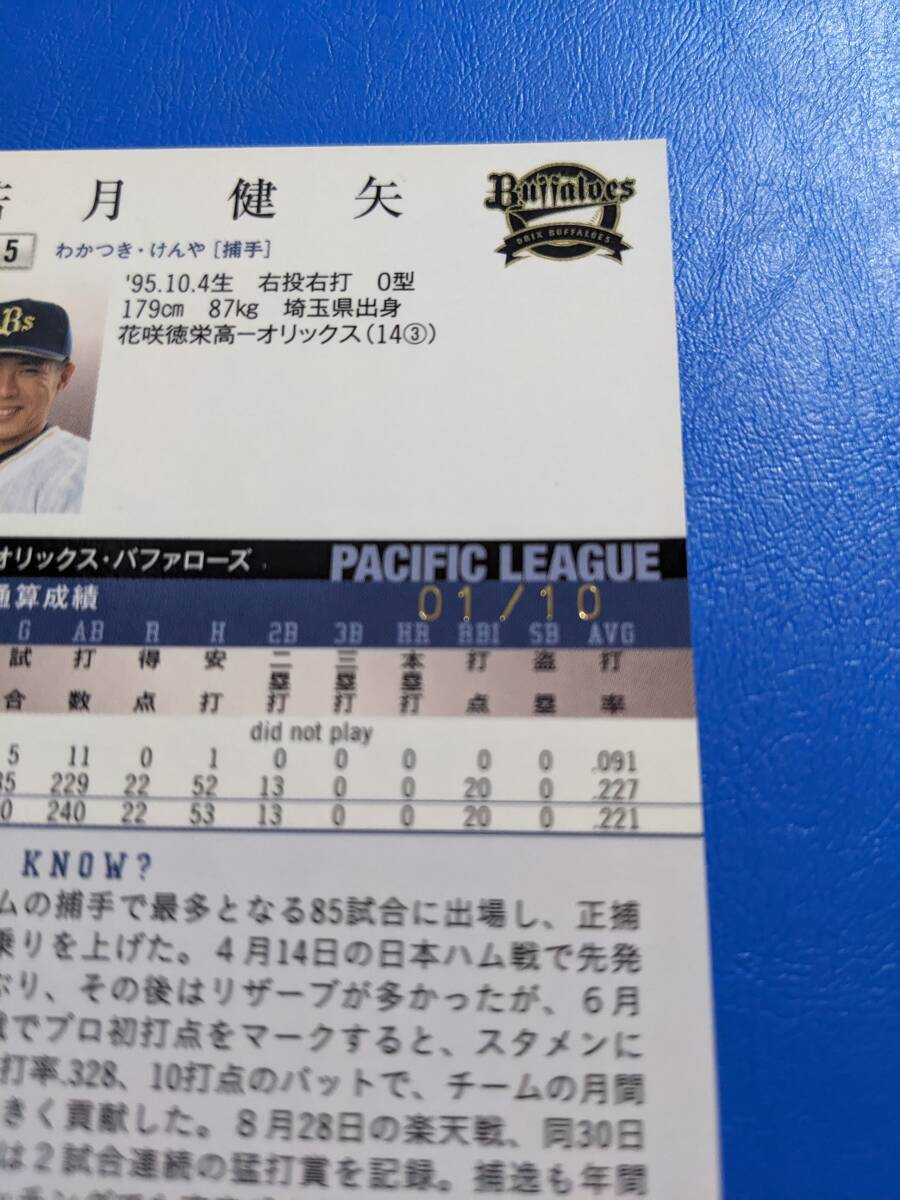 月 健 矢
Buffaloes
ORIX BUFFALOES
5 わかつき・けんや [捕手]
'95.10.4生 右投右打 O型
179cm 87kg 埼玉県出身
花咲徳栄高ーオリックス(14③)
Bs
オリックス・バファローズ
PACIFIC LEAGUE
通算成績
01/10
G AB R H 2B 3B HR RBI SB AVG
試合 打数 得点 安打 二塁打 三塁打 本塁打 打点 盗塁 打率
did not play
5 11 0 1 0 0 0 0 0 .091
85 229 22 52 13 0 0 20 0 .227
0 240 22 53 13 0 0 20 0 .221
KNOW?
ムの捕手で最多となる85試合に出場し、正捕
乗りを上げた。4月14日の日本ハム戦で先発
ぶり、その後はリザーブが多かったが、6月
戦でプロ初打点をマークすると、スタメンに
打率.328、10打点のバットで、チームの月間
きく貢献した。8月28日の楽天戦、同30日
は2試合連続の猛打賞を記録。捕逸も年間